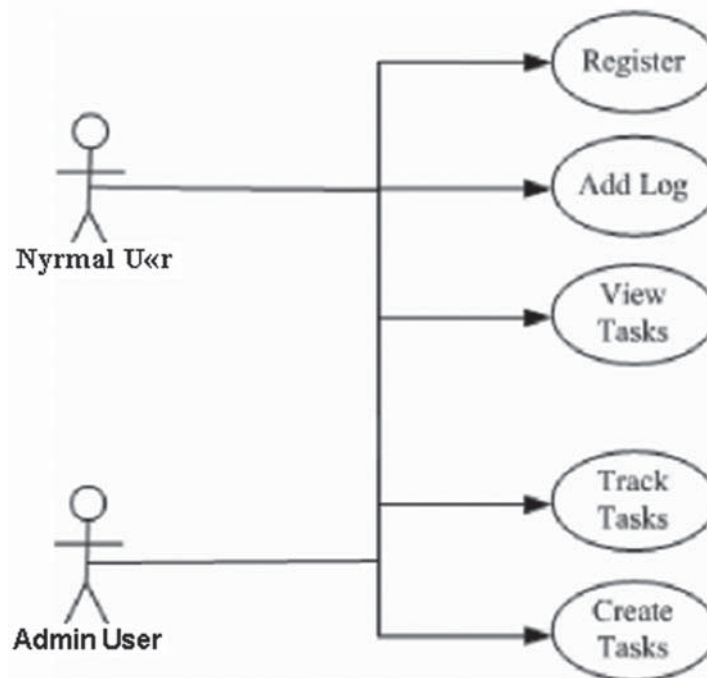 Register
Add Log
Nyrmal U«r
View
Tasks
Track
Tasks
Create
Tasks
Admin User